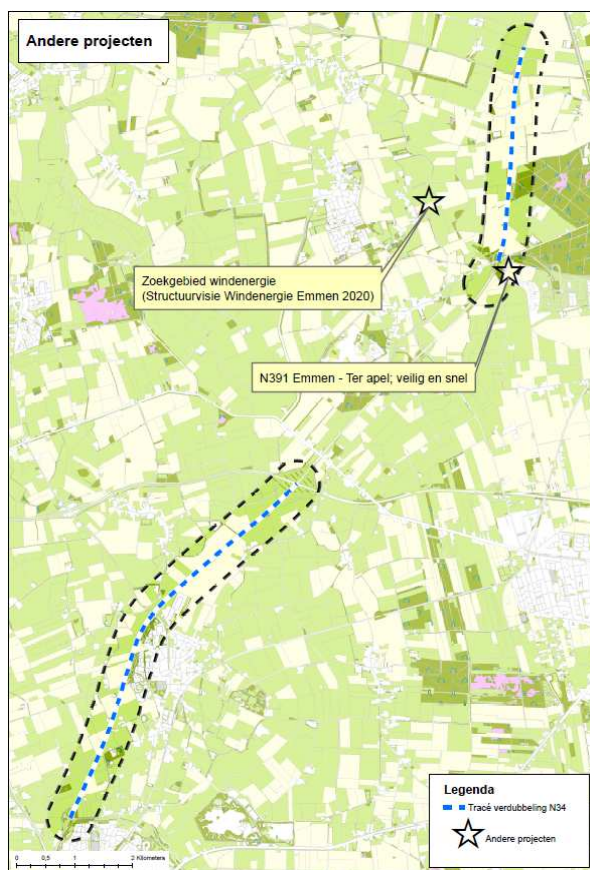 Andere projecten
Zoekgebied windenergie
(Structuurvisie Windenergie Emmen 2020)
N391 Emmen - Ter apel; veilig en snel
Legenda
Tracé verdubbeling N34
Andere projecten
0 0,5 1 2 Kilometers